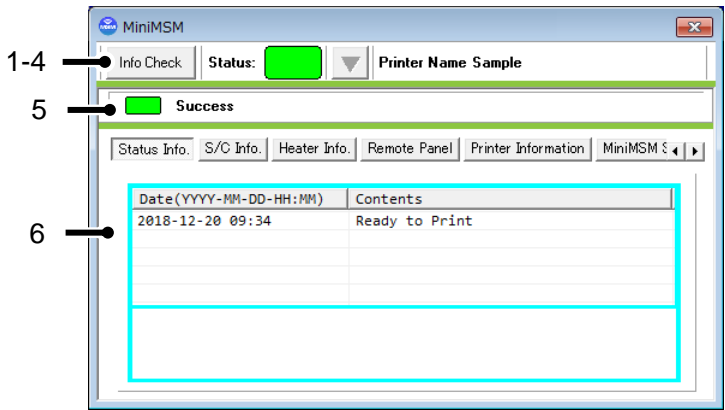 MiniMSM
1-4
Info Check
Status:
Printer Name Sample
5
Success
Status Info.
S/C Info.
Heater Info.
Remote Panel
Printer Information
MiniMSM
6
Date(YYYY-MM-DD-HH:MM)
Contents
2018-12-20 09:34
Ready to Print